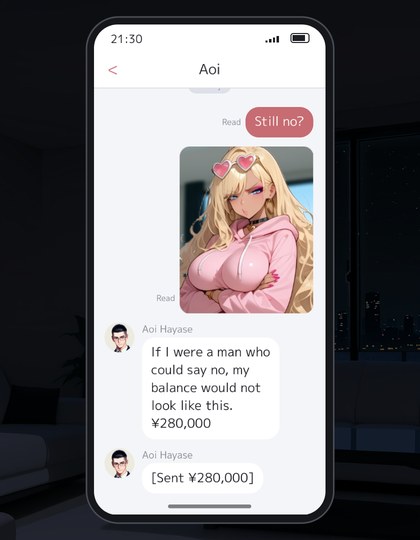 21:30
<
Aoi
Read
Still no?
Read
Aoi Hayase
If I were a man who
could say no, my
balance would not
look like this.
¥280,000
Aoi Hayase
[Sent ¥280,000]